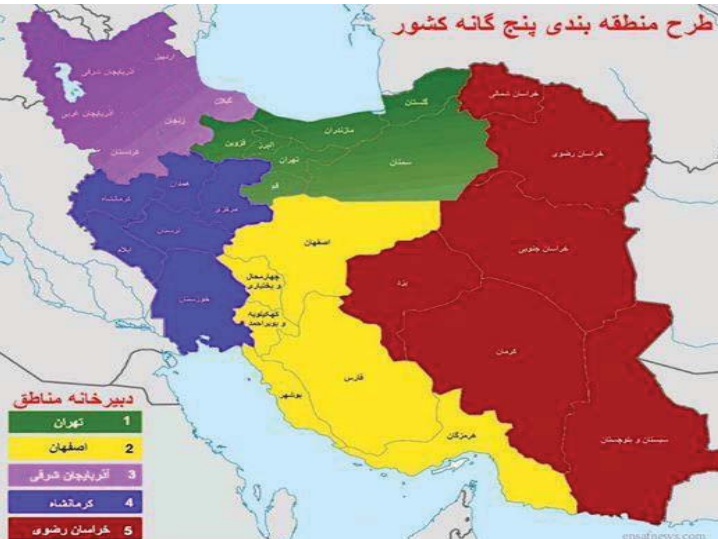 طرح منطقه بندی پنج گانه کشور
اردبیل
آذربایجان شرقی
آذربایجان غربی
گیلان
زنجان
کردستان
گلستان
مازندران
البرز
قزوین
تهران
سمنان
قم
خراسان شمالی
خراسان رضوی
خراسان جنوبی
کرمانشاه
همدان
مرکزی
لرستان
ایلام
خوزستان
اصفهان
چهارمحال
و بختیاری
کهکیلویه
و بویراحمد
یزد
کرمان
فارس
بوشهر
هرمزگان
سیستان و بلوچستان
دبیرخانه مناطق
1 تهران
2 اصفهان
3 آذربایجان شرقی
4 کرمانشاه
5 خراسان رضوی
ensafnews.com